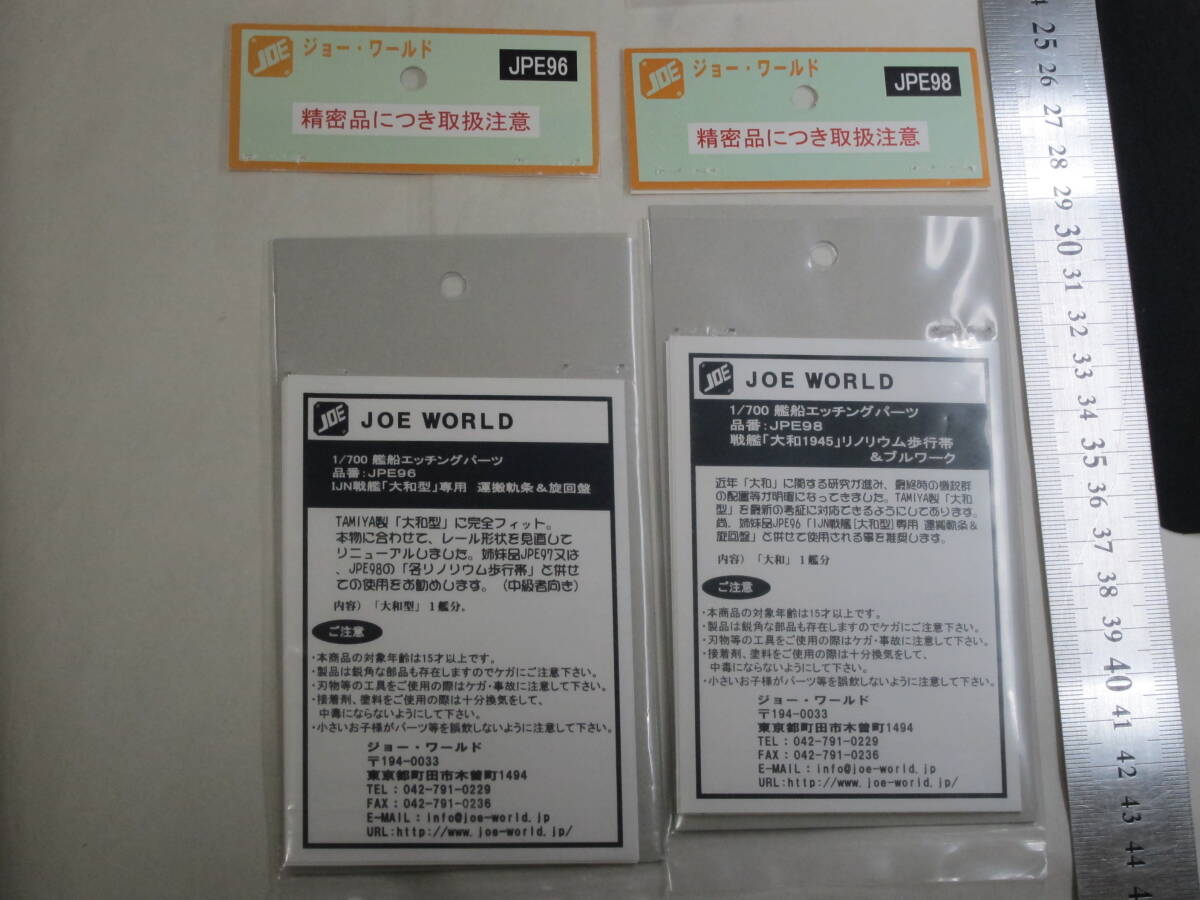 JOE ジョー・ワールド
JPE96
精密品につき取扱注意
JOE ジョー・ワールド
JPE98
精密品につき取扱注意
JOE JOE WORLD
1/700 艦船エッチングパーツ
品番:JPE96
IJN戦艦「大和型」専用 運搬軌条&旋回盤
TAMIYA製「大和型」に完全フィット。
本物に合わせて、レール形状を見直して
リニューアルしました。姉妹品JPE97又は
、JPE98の「各リノリウム歩行帯」と併せ
ての使用をお勧めします。（中級者向き）
内容）「大和型」1艦分。
ご注意
・本商品の対象年齢は15才以上です。
・製品は鋭角な部品も存在しますのでケガにご注意下さい。
・刃物等の工具をご使用の際はケガ・事故に注意して下さい。
・接着剤、塗料をご使用の際は十分換気をして、
中毒にならないようにして下さい。
・小さいお子様がパーツ等を誤飲しないように注意して下さい。
ジョー・ワールド
〒194-0033
東京都町田市木曽町1494
TEL : 042-791-0229
FAX : 042-791-0236
E-MAIL : info@joe-world.jp
URL:http://www.joe-world.jp/
JOE JOE WORLD
1/700 艦船エッチングパーツ
品番:JPE98
戦艦「大和1945」リノリウム歩行帯
&ブルワーク
近年「大和」に関する研究が進み、最終時の機銃群
の配置等が明確になってきました。TAMIYA製「大和
型」を最新の考証に対応できるようにしてあります。
尚、姉妹品JPE96「IJN戦艦[大和型]専用 運搬軌条&
旋回盤」と併せて使用される事を推奨します。
内容）「大和」1艦分
ご注意
・本商品の対象年齢は15才以上です。
・製品は鋭角な部品も存在しますのでケガにご注意下さい。
・刃物等の工具をご使用の際はケガ・事故に注意して下さい。
・接着剤、塗料をご使用の際は十分換気をして、
中毒にならないようにして下さい。
・小さいお子様がパーツ等を誤飲しないように注意して下さい。
ジョー・ワールド
〒194-0033
東京都町田市木曽町1494
TEL : 042-791-0229
FAX : 042-791-0236
E-MAIL : info@joe-world.jp
URL:http://www.joe-world.jp/
25
26
27
28
29
30
31
32
33
34
35
36
37
38
39
40
41
42
43
44